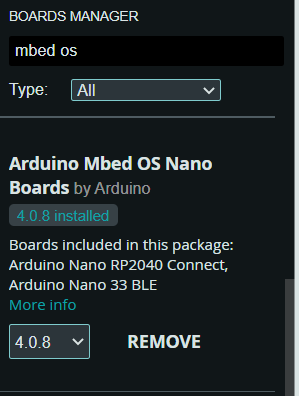 BOARDS MANAGER
mbed os
Type: All
Arduino Mbed OS Nano
Boards by Arduino
4.0.8 installed
Boards included in this package:
Arduino Nano RP2040 Connect,
Arduino Nano 33 BLE
More info
4.0.8 REMOVE